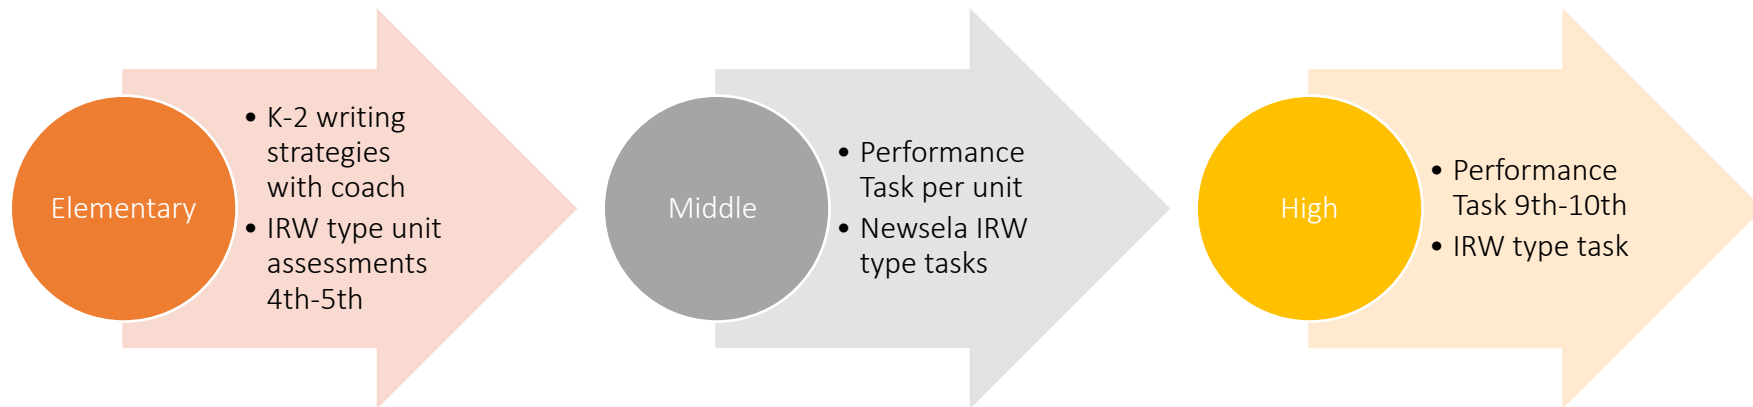 Elementary
• K-2 writing
strategies
with coach
• IRW type unit
assessments
4th-5th
Middle
• Performance
Task per unit
• Newsela IRW
type tasks
High
• Performance
Task 9th-10th
• IRW type task